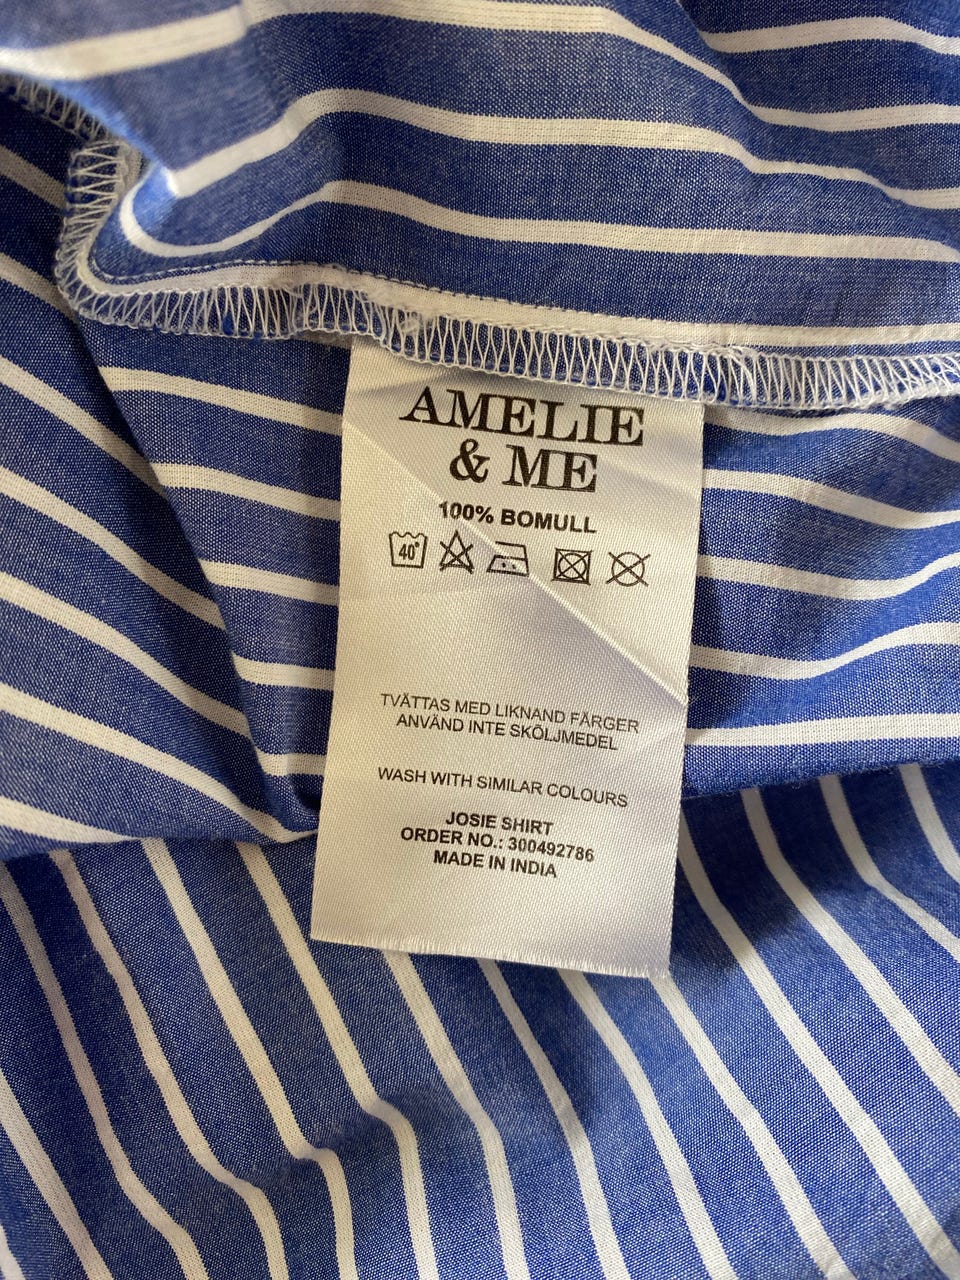 AMELIE
& ME
100% BOMULL
40°
TVÄTTAS MED LIKNAND FÄRGER
ANVÄND INTE SKÖLJMEDEL
WASH WITH SIMILAR COLOURS
JOSIE SHIRT
ORDER NO.: 300492786
MADE IN INDIA